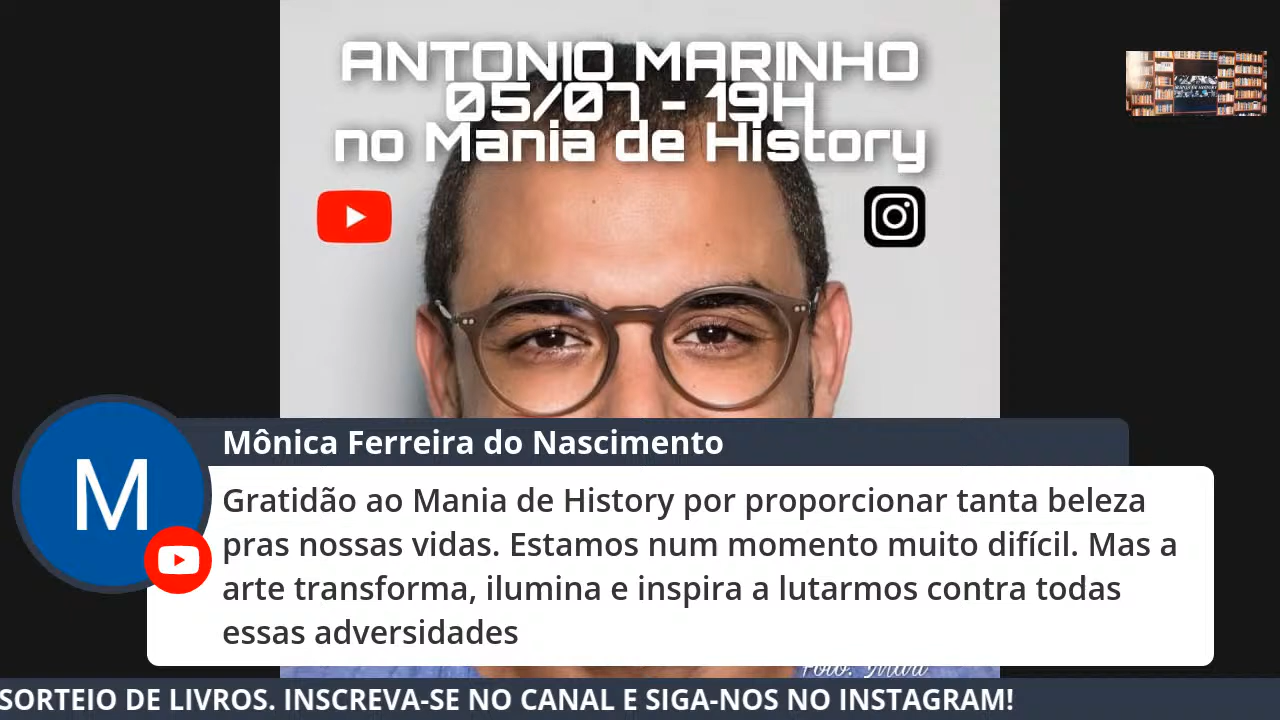 ANTONIO MARINHO
05/07 - 19H
no Mania de History
Mônica Ferreira do Nascimento
M
Gratidão ao Mania de History por proporcionar tanta beleza
pras nossas vidas. Estamos num momento muito difícil. Mas a
arte transforma, ilumina e inspira a lutarmos contra todas
essas adversidades
SORTEIO DE LIVROS. INSCREVA-SE NO CANAL E SIGA-NOS NO INSTAGRAM!